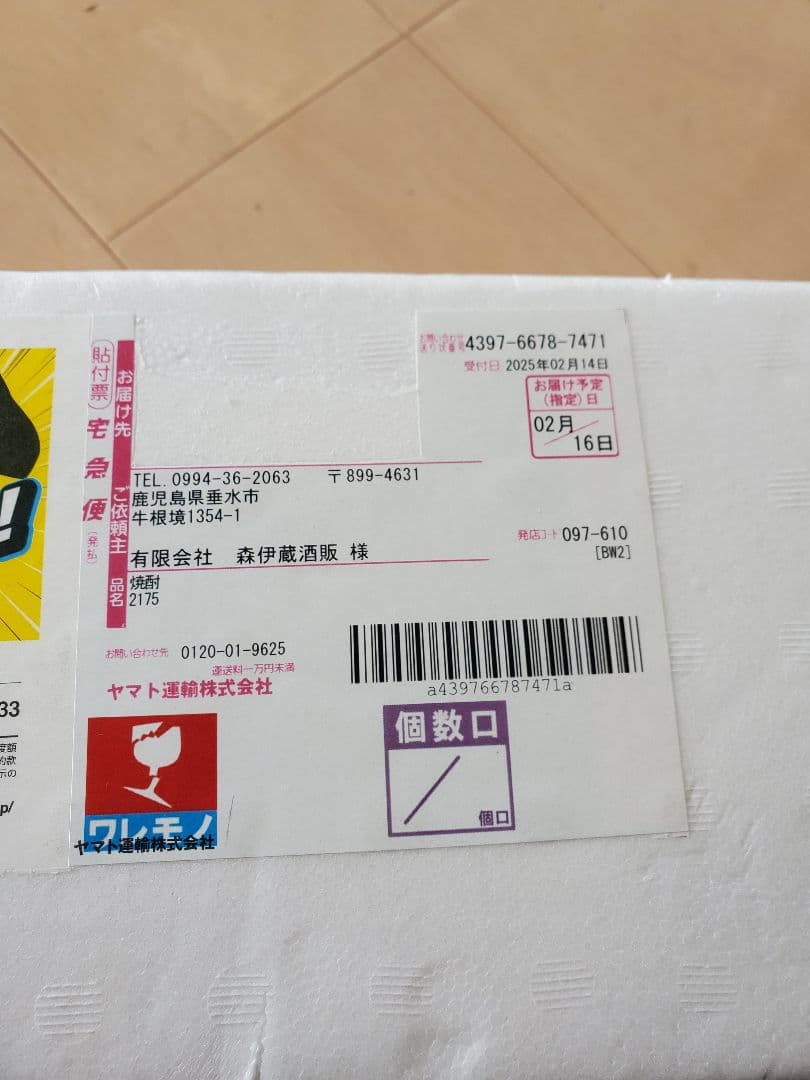 お問い合わせ
送り状番号 4397-6678-7471
受付日 2025年02月14日
お届け予定
(指定)日
02月
16日
貼付票
宅急便
(発払)
お届け先
ご依頼主
TEL. 0994-36-2063 〒899-4631
鹿児島県垂水市
牛根境1354-1
有限会社 森伊蔵酒販 様
発店コード 097-610
[BW2]
品名
焼酎
2175
お問い合わせ先 0120-01-9625
運送料一万円未満
ヤマト運輸株式会社
a439766787471a
個数口
個口
ワレモノ
ヤマト運輸株式会社
!
33
度額
約款
示の
p/